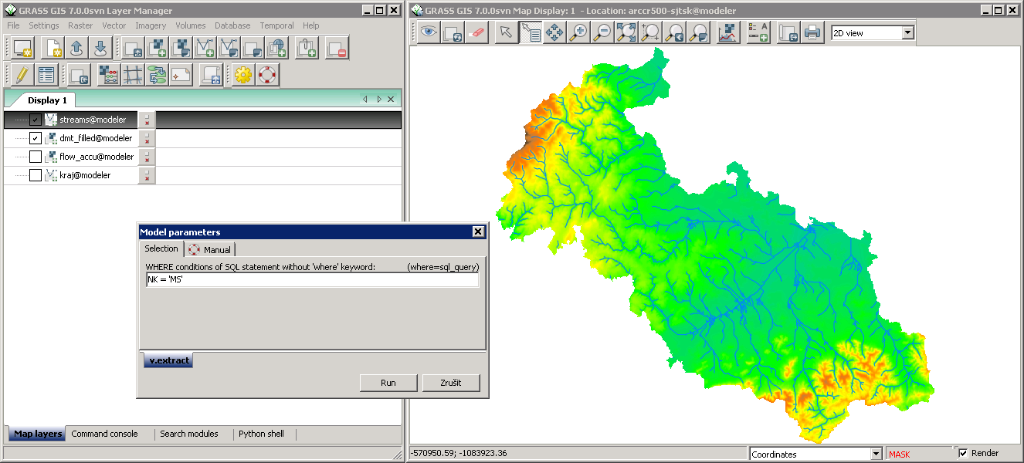 GRASS GIS 7.0.0svn Layer Manager
File Settings Raster Vector Imagery Volumes Database Temporal Help
Display 1
streams@modeler
dmt_filled@modeler
flow_accu@modeler
kraj@modeler
Map layers Command console Search modules Python shell
GRASS GIS 7.0.0svn Map Display: 1 - Location: arccr500-sjtsk@modeler
2D view
-570950.59; -1083923.36
Coordinates
MASK
Render
Model parameters
Selection Manual
WHERE conditions of SQL statement without 'where' keyword: (where=sql_query)
NK = 'MS'
v.extract
Run Zrušit